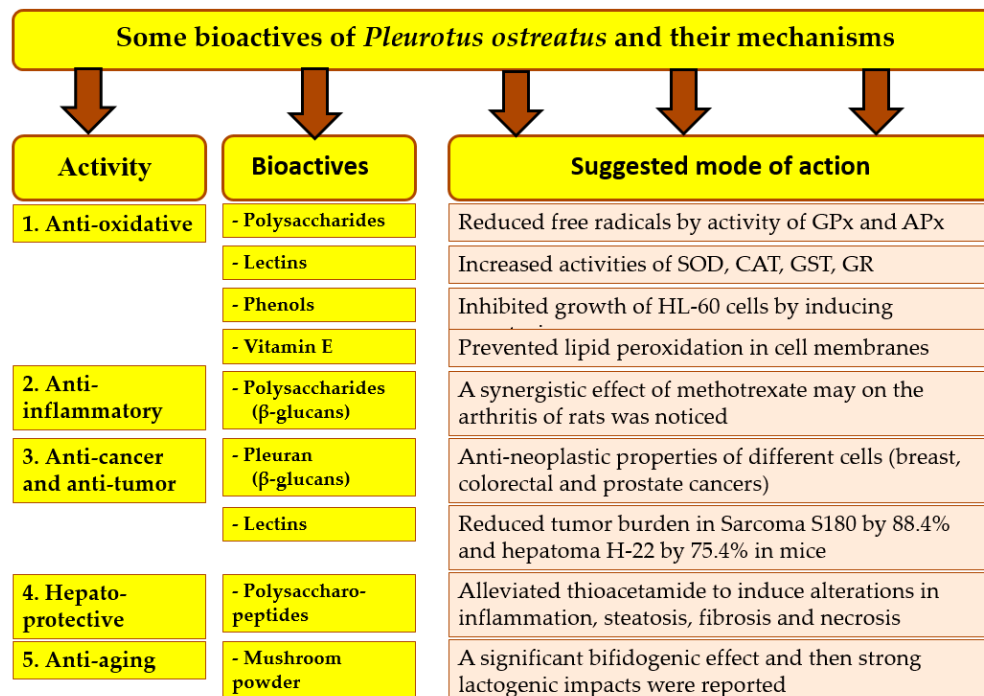 Some bioactives of Pleurotus ostreatus and their mechanisms
Activity
Bioactives
Suggested mode of action
1. Anti-oxidative
- Polysaccharides
Reduced free radicals by activity of GPx and APx
- Lectins
Increased activities of SOD, CAT, GST, GR
- Phenols
Inhibited growth of HL-60 cells by inducing
- Vitamin E
Prevented lipid peroxidation in cell membranes
2. Anti-
inflammatory
- Polysaccharides
(β-glucans)
A synergistic effect of methotrexate may on the
arthritis of rats was noticed
3. Anti-cancer
and anti-tumor
- Pleuran
(β-glucans)
Anti-neoplastic properties of different cells (breast,
colorectal and prostate cancers)
- Lectins
Reduced tumor burden in Sarcoma S180 by 88.4%
and hepatoma H-22 by 75.4% in mice
4. Hepato-
protective
- Polysaccharo-
peptides
Alleviated thioacetamide to induce alterations in
inflammation, steatosis, fibrosis and necrosis
5. Anti-aging
- Mushroom
powder
A significant bifidogenic effect and then strong
lactogenic impacts were reported